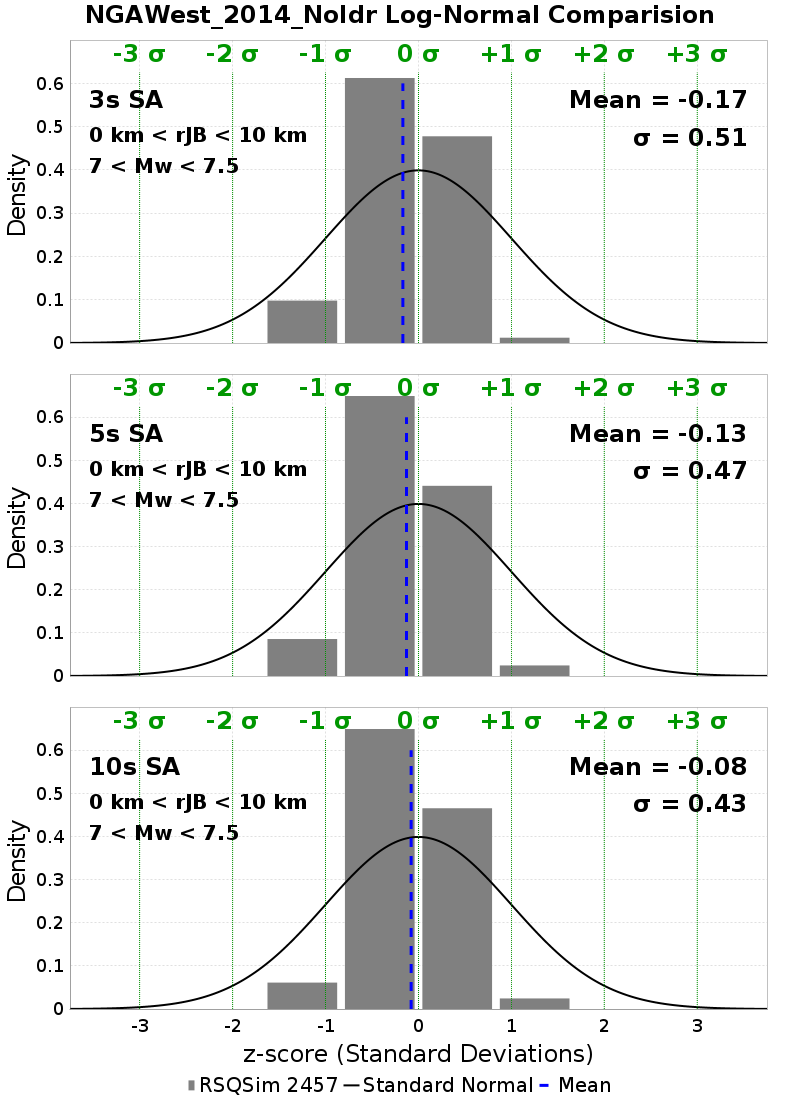 NGAWest_2014_NoIdr Log-Normal Comparision
-3 σ -2 σ -1 σ 0 σ +1 σ +2 σ +3 σ
3s SA
0 km < rJB < 10 km
7 < Mw < 7.5
Mean = -0.17
σ = 0.51
Density
0.6
0.5
0.4
0.3
0.2
0.1
0
-3 σ -2 σ -1 σ 0 σ +1 σ +2 σ +3 σ
5s SA
0 km < rJB < 10 km
7 < Mw < 7.5
Mean = -0.13
σ = 0.47
Density
0.6
0.5
0.4
0.3
0.2
0.1
0
-3 σ -2 σ -1 σ 0 σ +1 σ +2 σ +3 σ
10s SA
0 km < rJB < 10 km
7 < Mw < 7.5
Mean = -0.08
σ = 0.43
Density
0.6
0.5
0.4
0.3
0.2
0.1
0
-3 -2 -1 0 1 2 3
z-score (Standard Deviations)
RSQSim 2457 Standard Normal Mean